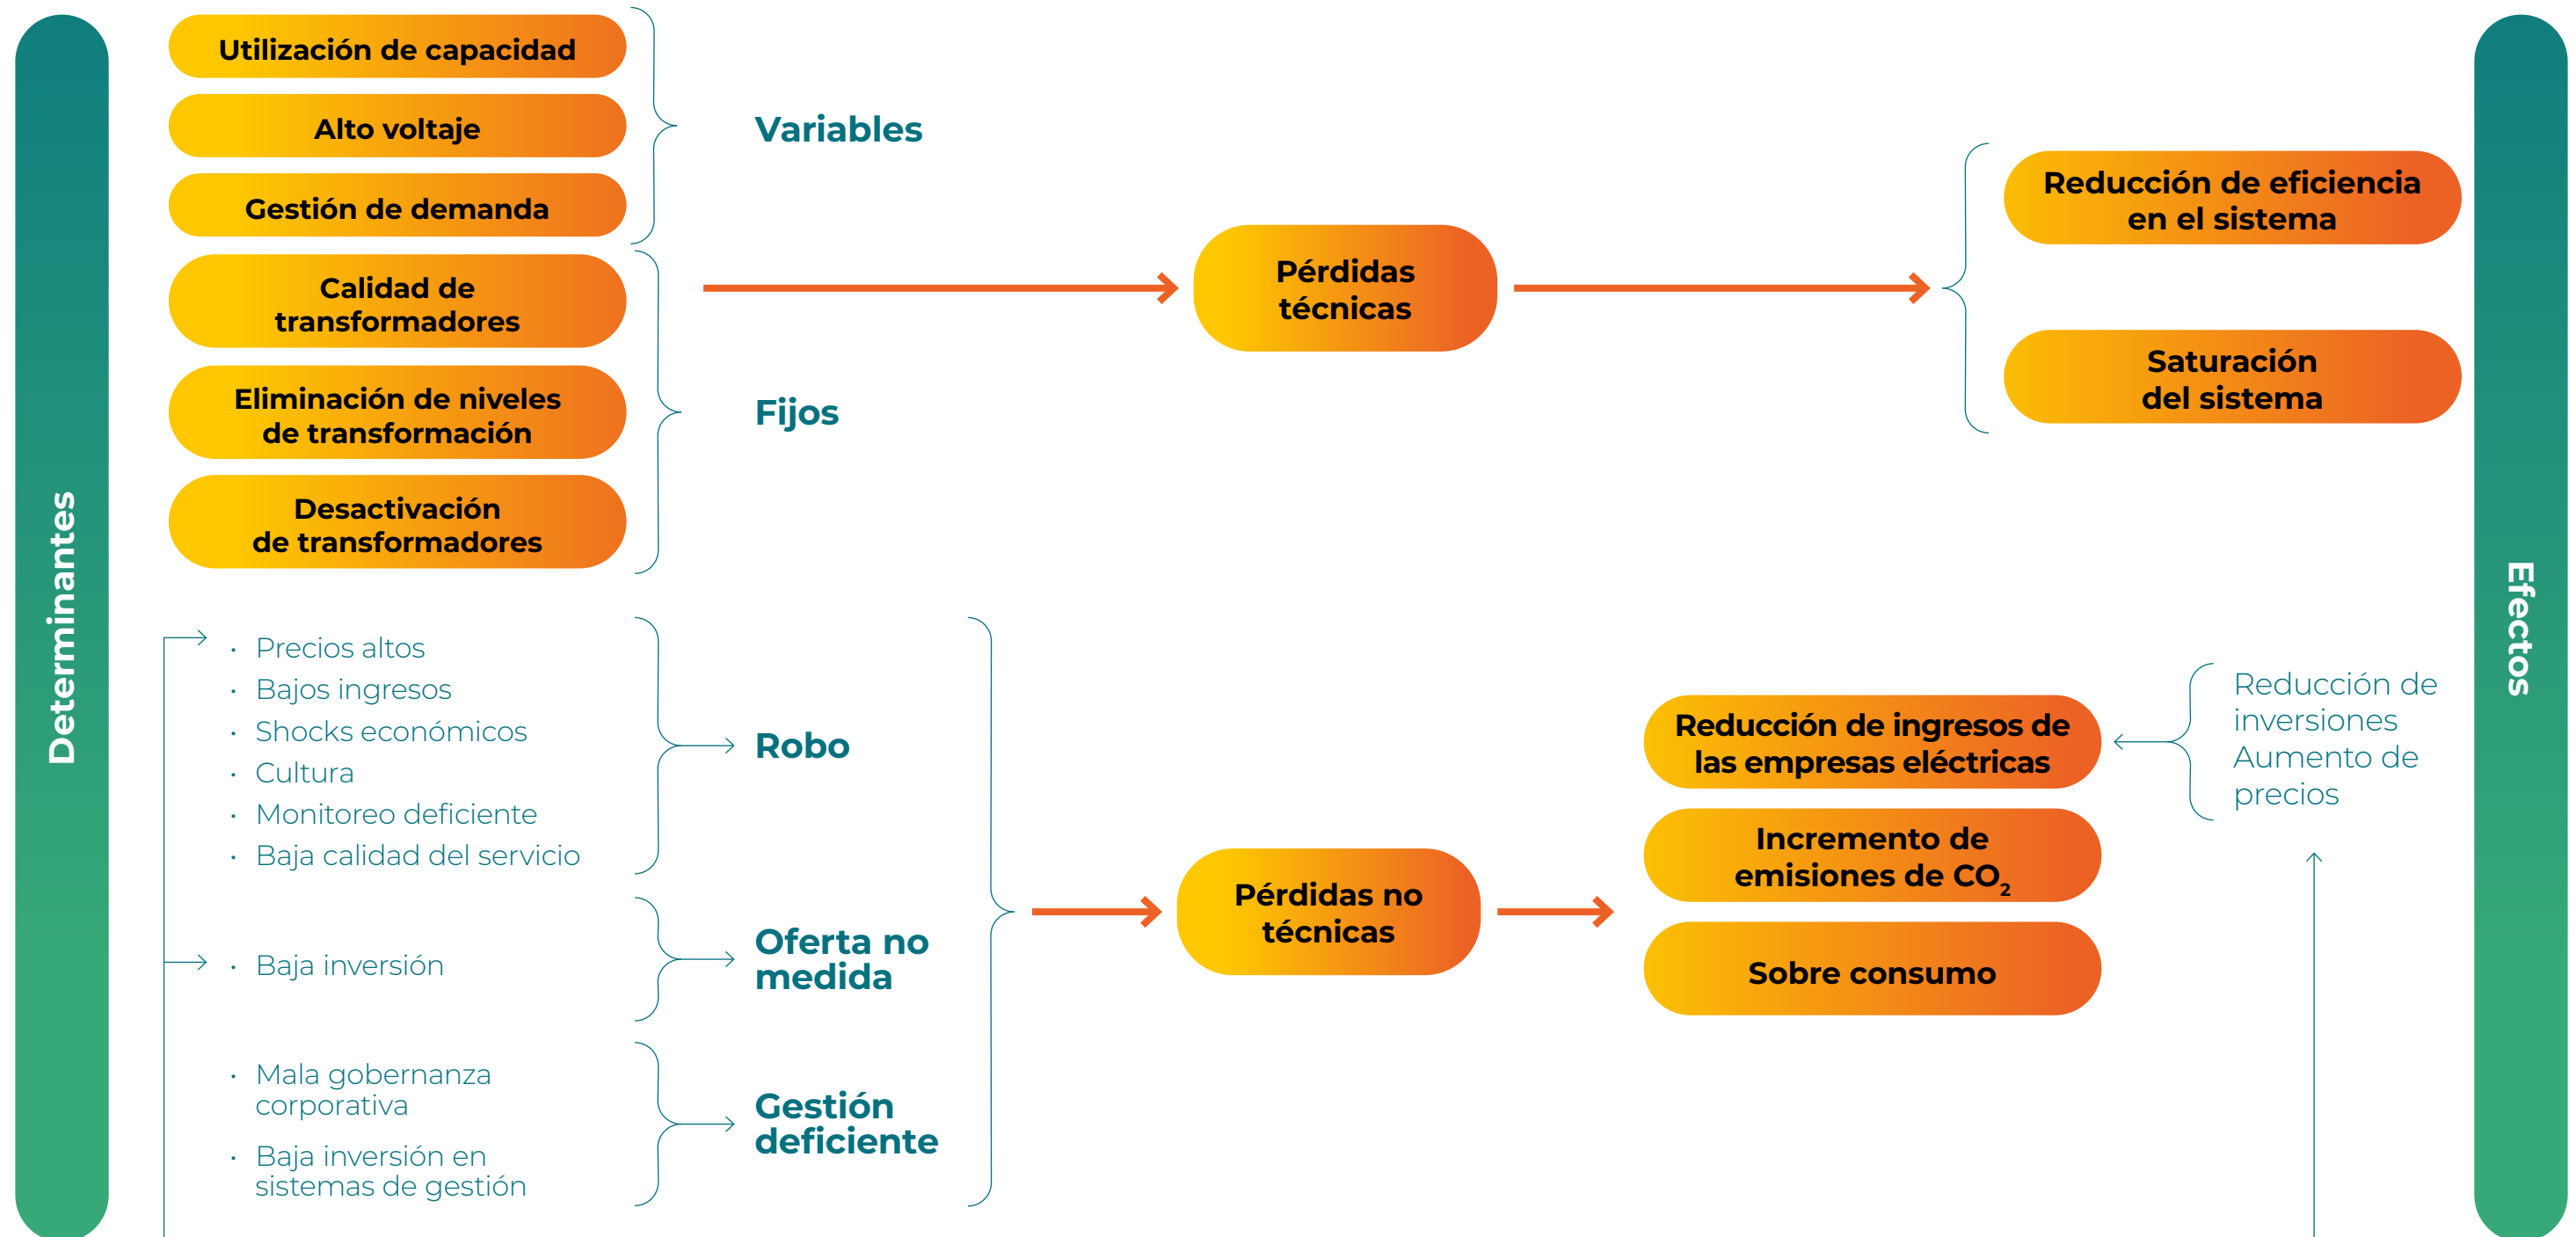 Determinantes
Utilización de capacidad
Alto voltaje
Gestión de demanda
Variables
Calidad de
transformadores
Eliminación de niveles
de transformación
Desactivación
de transformadores
Fijos
Pérdidas
técnicas
Reducción de eficiencia
en el sistema
Saturación
del sistema
· Precios altos
· Bajos ingresos
· Shocks económicos
· Cultura
· Monitoreo deficiente
· Baja calidad del servicio
Robo
· Baja inversión
Oferta no
medida
· Mala gobernanza
corporativa
· Baja inversión en
sistemas de gestión
Gestión
deficiente
Pérdidas no
técnicas
Reducción de ingresos de
las empresas eléctricas
Incremento de
emisiones de CO₂
Sobre consumo
Reducción de
inversiones
Aumento de
precios
Efectos